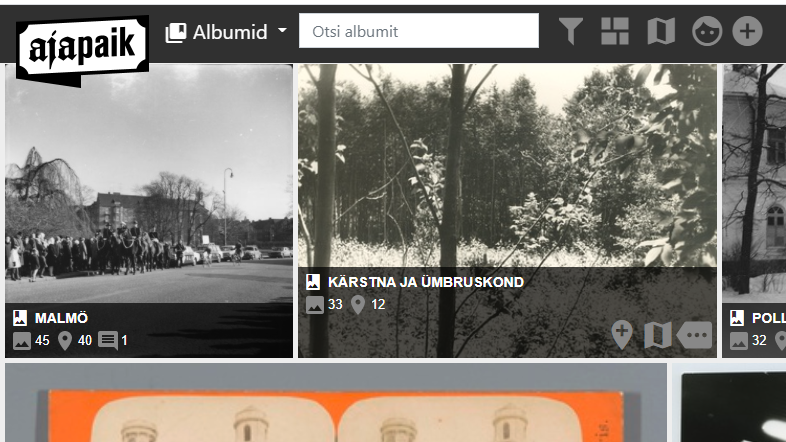 ajapaik
Albumid
Otsi albumit
MALMÖ
45 40 1
KÄRSTNA JA ÜMBRUSKOND
33 12
POLL
32